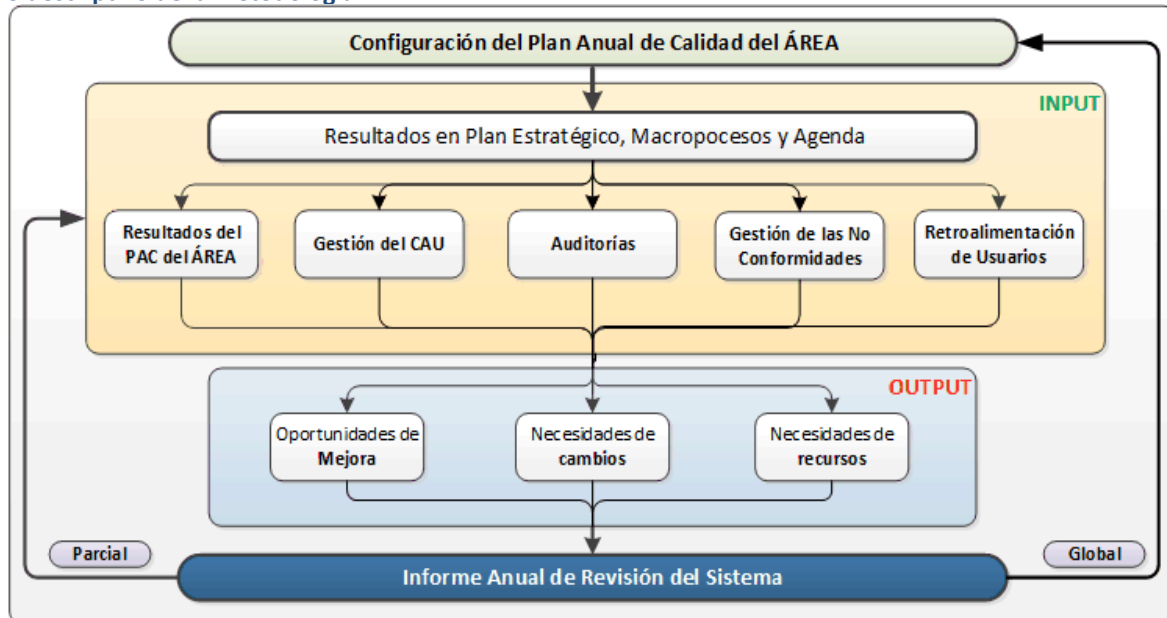 Configuración del Plan Anual de Calidad del ÁREA
INPUT
Resultados en Plan Estratégico, Macropocesos y Agenda
Resultados del
PAC del ÁREA
Gestión del CAU
Auditorías
Gestión de las No
Conformidades
Retroalimentación
de Usuarios
OUTPUT
Oportunidades de
Mejora
Necesidades de
cambios
Necesidades de
recursos
Parcial
Global
Informe Anual de Revisión del Sistema